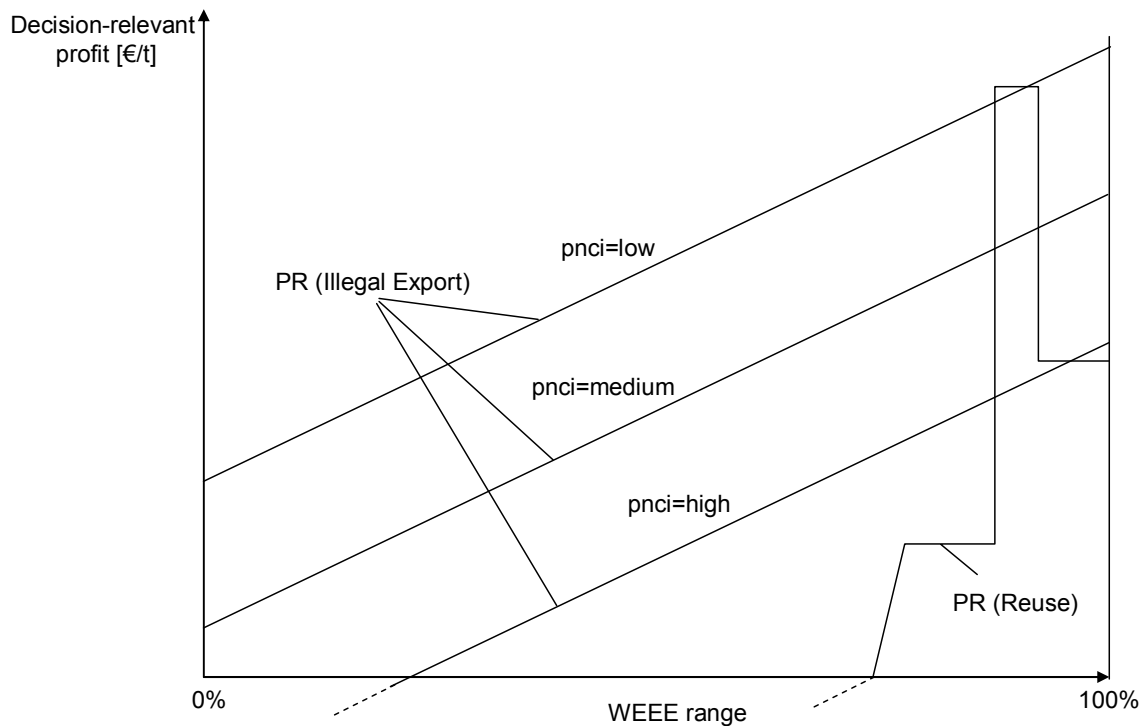 Decision-relevant
profit [€/t]
pnci=low
PR (Illegal Export)
pnci=medium
pnci=high
PR (Reuse)
0%
WEEE range
100%